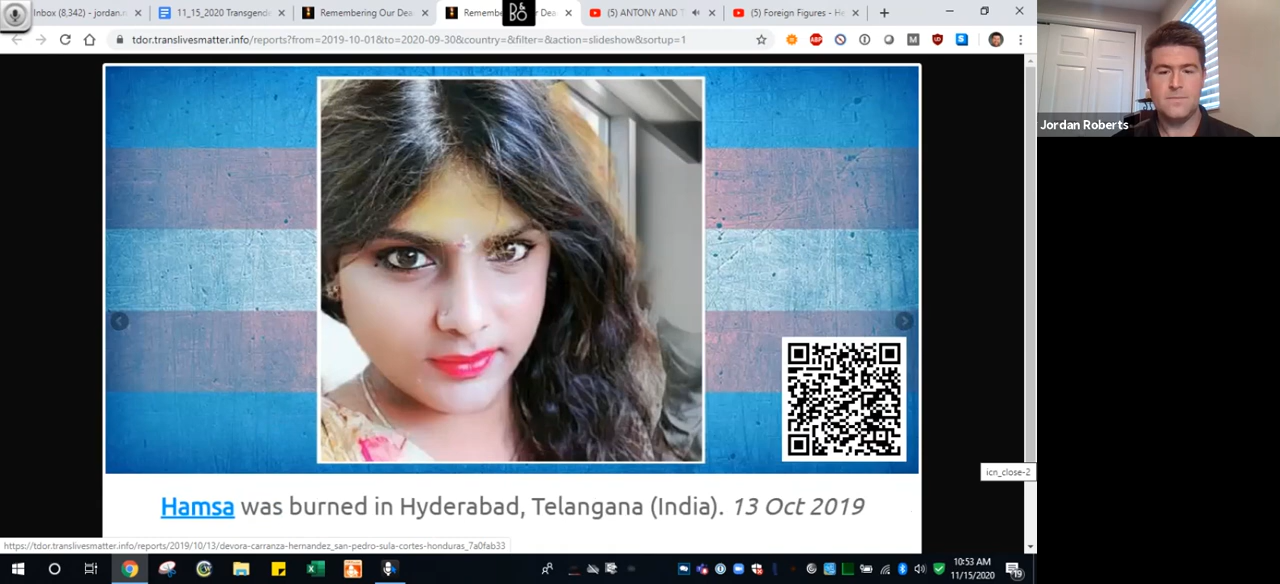 Inbox (8,342) - jordan.n
11_15_2020 Transgende
Remembering Our Dea
Rememb
r Dea
B&O
(5) ANTONY AND T
(5) Foreign Figures - He
tdor.translivesmatter.info/reports?from=2019-10-01&to=2020-09-30&country=&filter=&action=slideshow&sortup=1
ABP
M
S
Jordan Roberts
icn_close-2
Hamsa was burned in Hyderabad, Telangana (India). 13 Oct 2019
https://tdor.translivesmatter.info/reports/2019/10/13/devora-carranza-hernandez_san-pedro-sula-cortes-honduras_7a0fab33
10:53 AM
11/15/2020
19